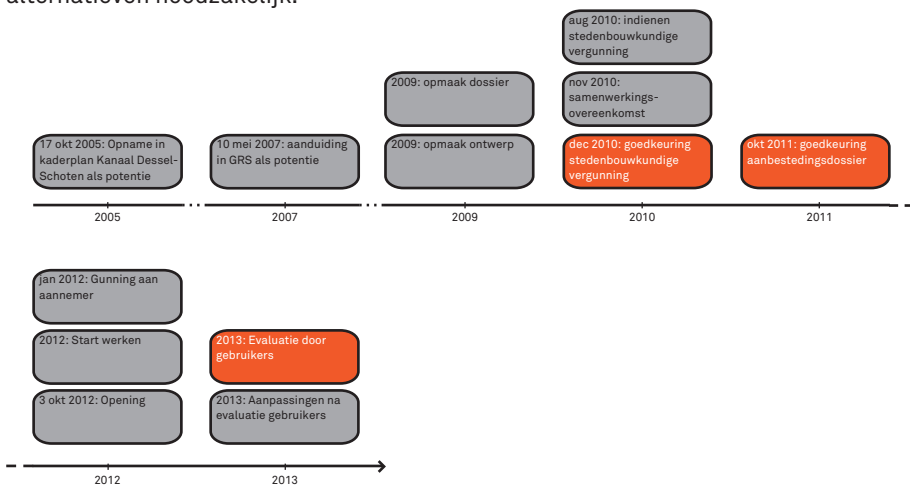 alternatieven noodzakelijk.
aug 2010: indienen
stedenbouwkundige
vergunning
2009: opmaak dossier
nov 2010:
samenwerkings-
overeenkomst
17 okt 2005: Opname in
kaderplan Kanaal Dessel-
Schoten als potentie
10 mei 2007: aanduiding
in GRS als potentie
2009: opmaak ontwerp
dec 2010: goedkeuring
stedenbouwkundige
vergunning
okt 2011: goedkeuring
aanbestedingsdossier
2005
2007
2009
2010
2011
jan 2012: Gunning aan
aannemer
2012: Start werken
2013: Evaluatie door
gebruikers
3 okt 2012: Opening
2013: Aanpassingen na
evaluatie gebruikers
2012
2013